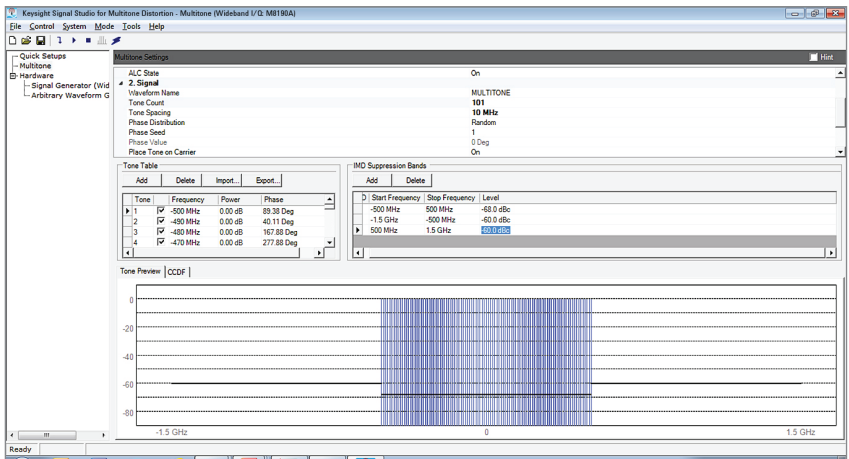 Keysight Signal Studio for Multitone Distortion - Multitone (Wideband I/Q: M8190A)
File Control System Mode Tools Help
Quick Setups
Multitone
Hardware
Signal Generator (Wid
Arbitrary Waveform G
Multitone Settings
Hint
ALC State On
2. Signal
Waveform Name MULTITONE
Tone Count 101
Tone Spacing 10 MHz
Phase Distribution Random
Phase Seed 1
Phase Value 0 Deg
Place Tone on Carrier On
Tone Table
Add Delete Import... Export...
Tone Frequency Power Phase
1 -500 MHz 0.00 dB 89.38 Deg
2 -490 MHz 0.00 dB 40.11 Deg
3 -480 MHz 0.00 dB 167.88 Deg
4 -470 MHz 0.00 dB 277.88 Deg
IMD Suppression Bands
Add Delete
Start Frequency Stop Frequency Level
-500 MHz 500 MHz -68.0 dBc
-1.5 GHz -500 MHz -60.0 dBc
500 MHz 1.5 GHz -60.0 dBc
Tone Preview CCDF
0
-20
-40
-60
-80
-1.5 GHz 0 1.5 GHz
Ready